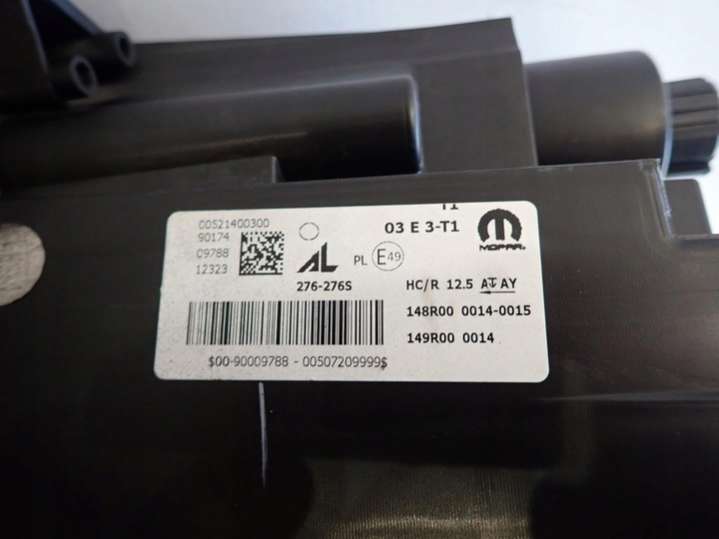 00521400300
90174
09788
12323
AL
276-276S
PL E49
T1
03 E 3-T1
MOPAR
HC/R 12.5 A AY
148R00 0014-0015
149R00 0014
$00-90009788 - 00507209999$